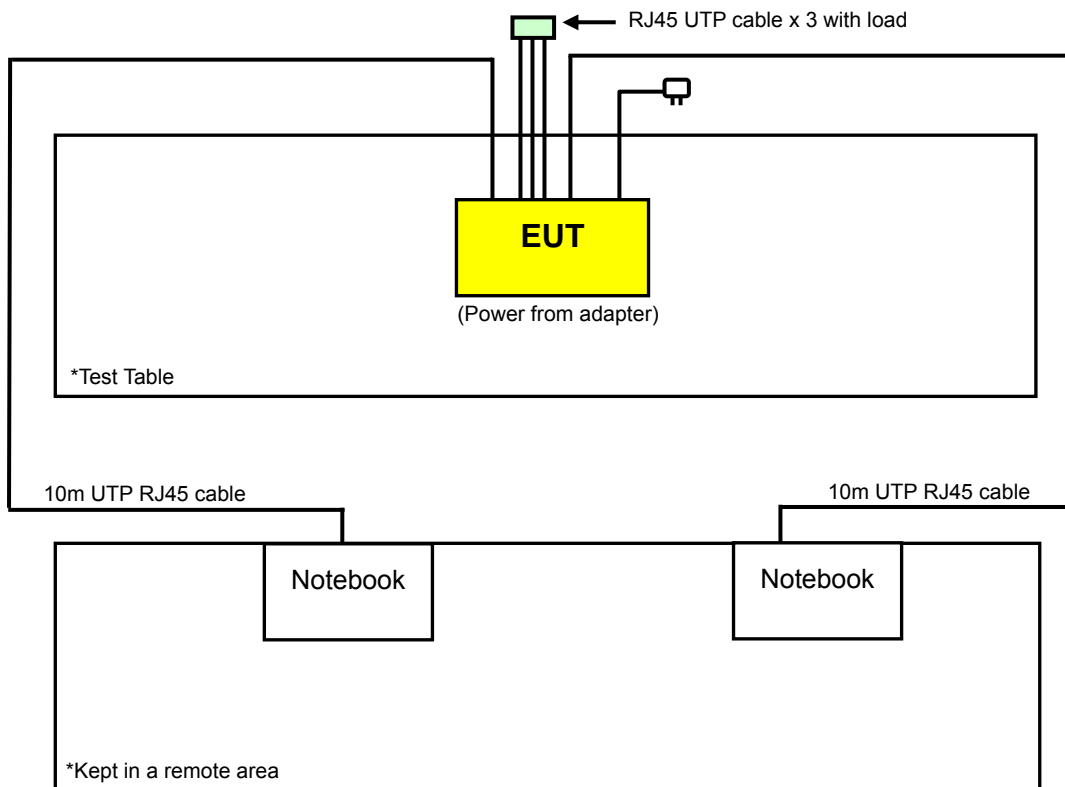 RJ45 UTP cable x 3 with load
EUT
(Power from adapter)
*Test Table
10m UTP RJ45 cable
10m UTP RJ45 cable
Notebook
Notebook
*Kept in a remote area